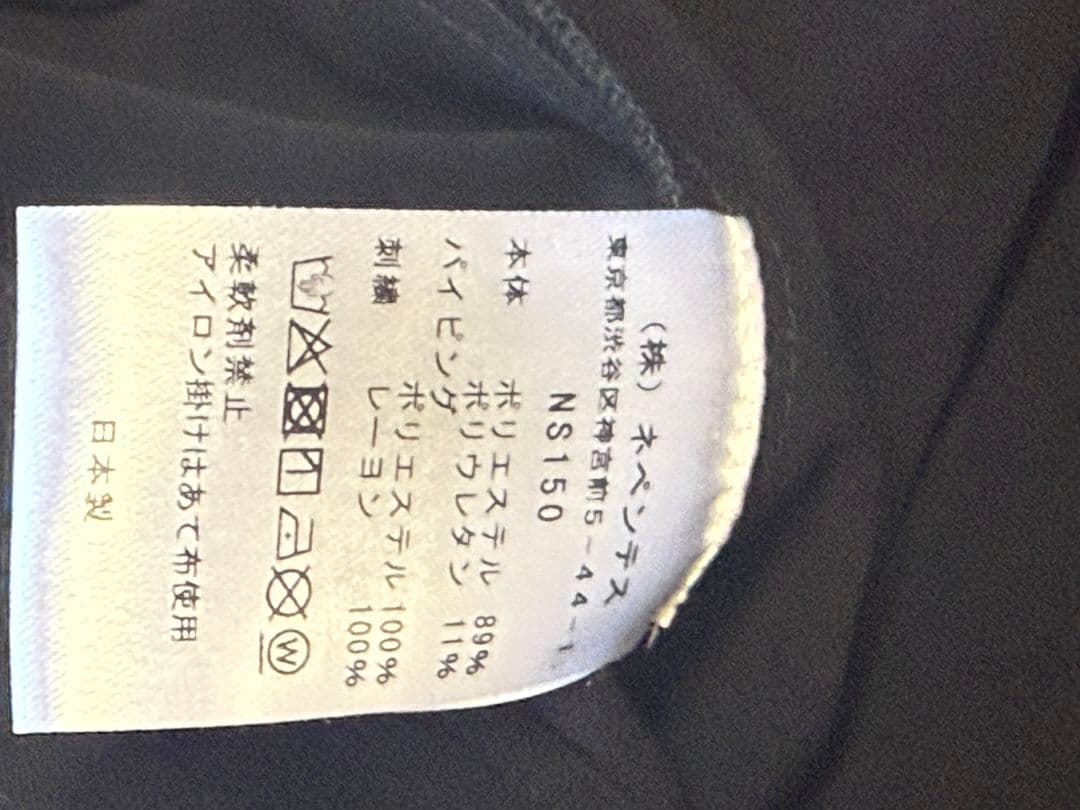 (株)ネペンテス
東京都渋谷区神宮前5-44-1
NS150
本体 ポリエステル 89%
ポリウレタン 11%
パイピング ポリエステル 100%
刺繍 レーヨン 100%
W
柔軟剤禁止
アイロン掛けはあて布使用
日本製